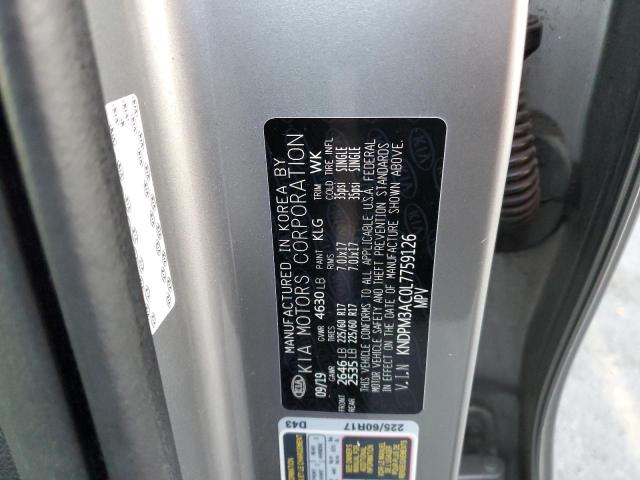 MANUFACTURED IN KOREA BY
KIA MOTORS CORPORATION
09/19 GVWR 4630 LB PAINT KLG TRIM WK
GAWR TIRES RIMS COLD TIRE INFL
FRONT 2646 LB 225/60 R17 7.0Jx17 35psi SINGLE
REAR 2535 LB 225/60 R17 7.0Jx17 35psi SINGLE
THIS VEHICLE CONFORMS TO ALL APPLICABLE U.S.A. FEDERAL
MOTOR VEHICLE SAFETY AND THEFT PREVENTION STANDARDS
IN EFFECT ON THE DATE OF MANUFACTURE SHOWN ABOVE.
V.I.N KNDPM3AC0L7759126
MPV
D43
225/60R17